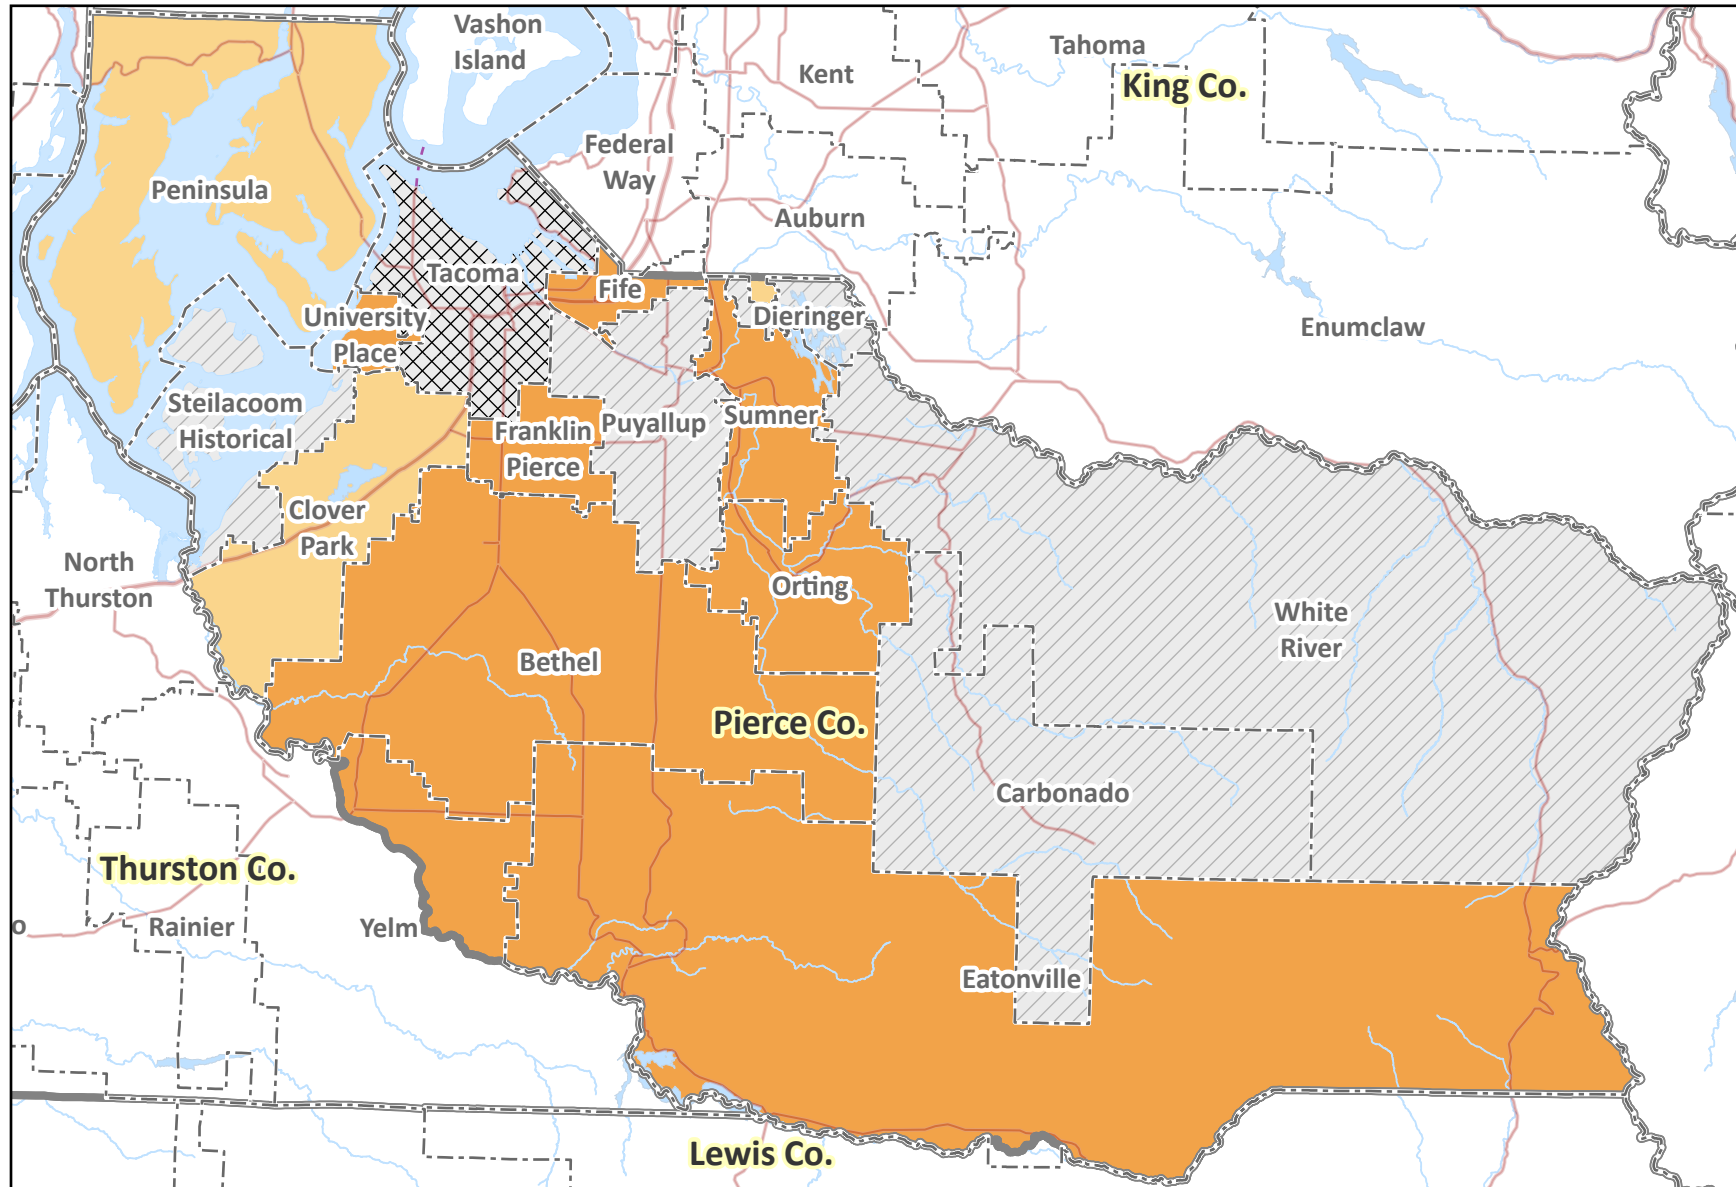 Vashon
Island
Tahoma
Kent
King Co.
Federal
Way
Peninsula
Auburn
Tacoma
Fife
University
Place
Dieringer
Enumclaw
Steilacoom
Historical
Franklin
Pierce
Puyallup
Sumner
Clover
Park
North
Thurston
Orting
White
River
Bethel
Pierce Co.
Carbonado
Thurston Co.
o
Rainier
Yelm
Eatonville
Lewis Co.